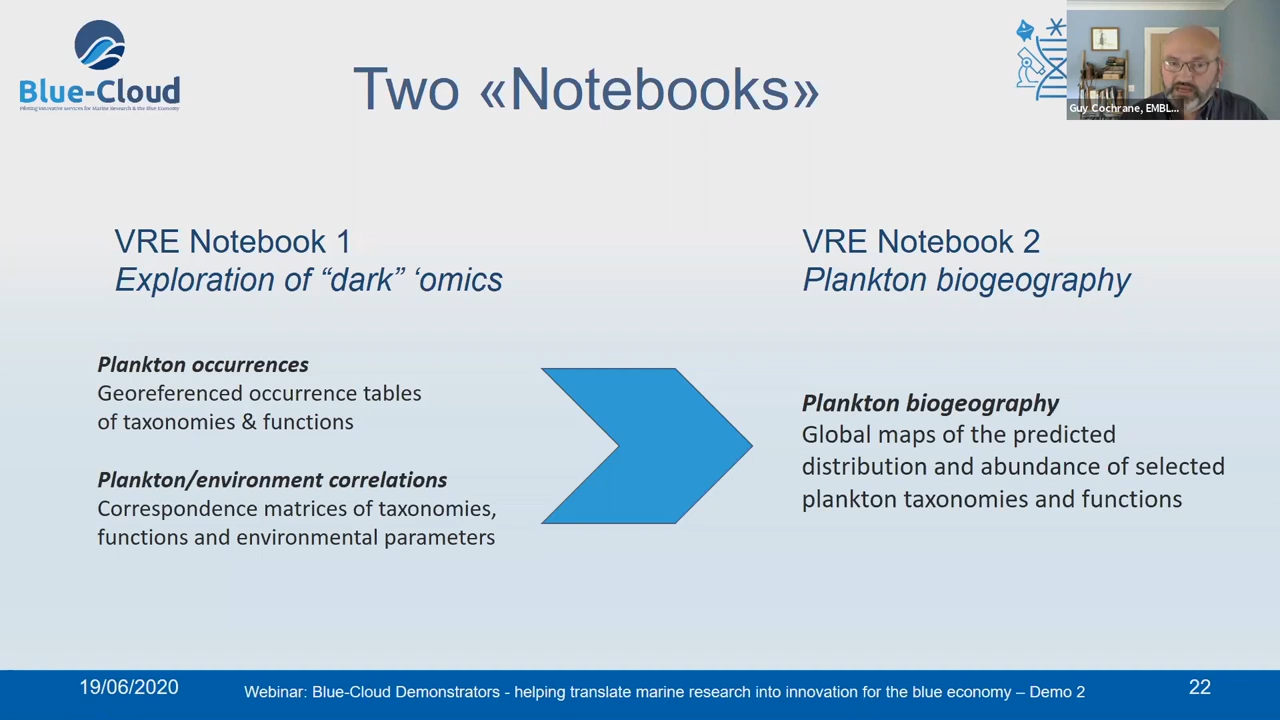 Blue-Cloud
Piloting innovative services for Marine Research & the Blue Economy
Two «Notebooks»
Guy Cochrane, EMBL...
VRE Notebook 1
Exploration of “dark” ‘omics
Plankton occurrences
Georeferenced occurrence tables
of taxonomies & functions
Plankton/environment correlations
Correspondence matrices of taxonomies,
functions and environmental parameters
VRE Notebook 2
Plankton biogeography
Plankton biogeography
Global maps of the predicted
distribution and abundance of selected
plankton taxonomies and functions
19/06/2020
Webinar: Blue-Cloud Demonstrators - helping translate marine research into innovation for the blue economy – Demo 2
22